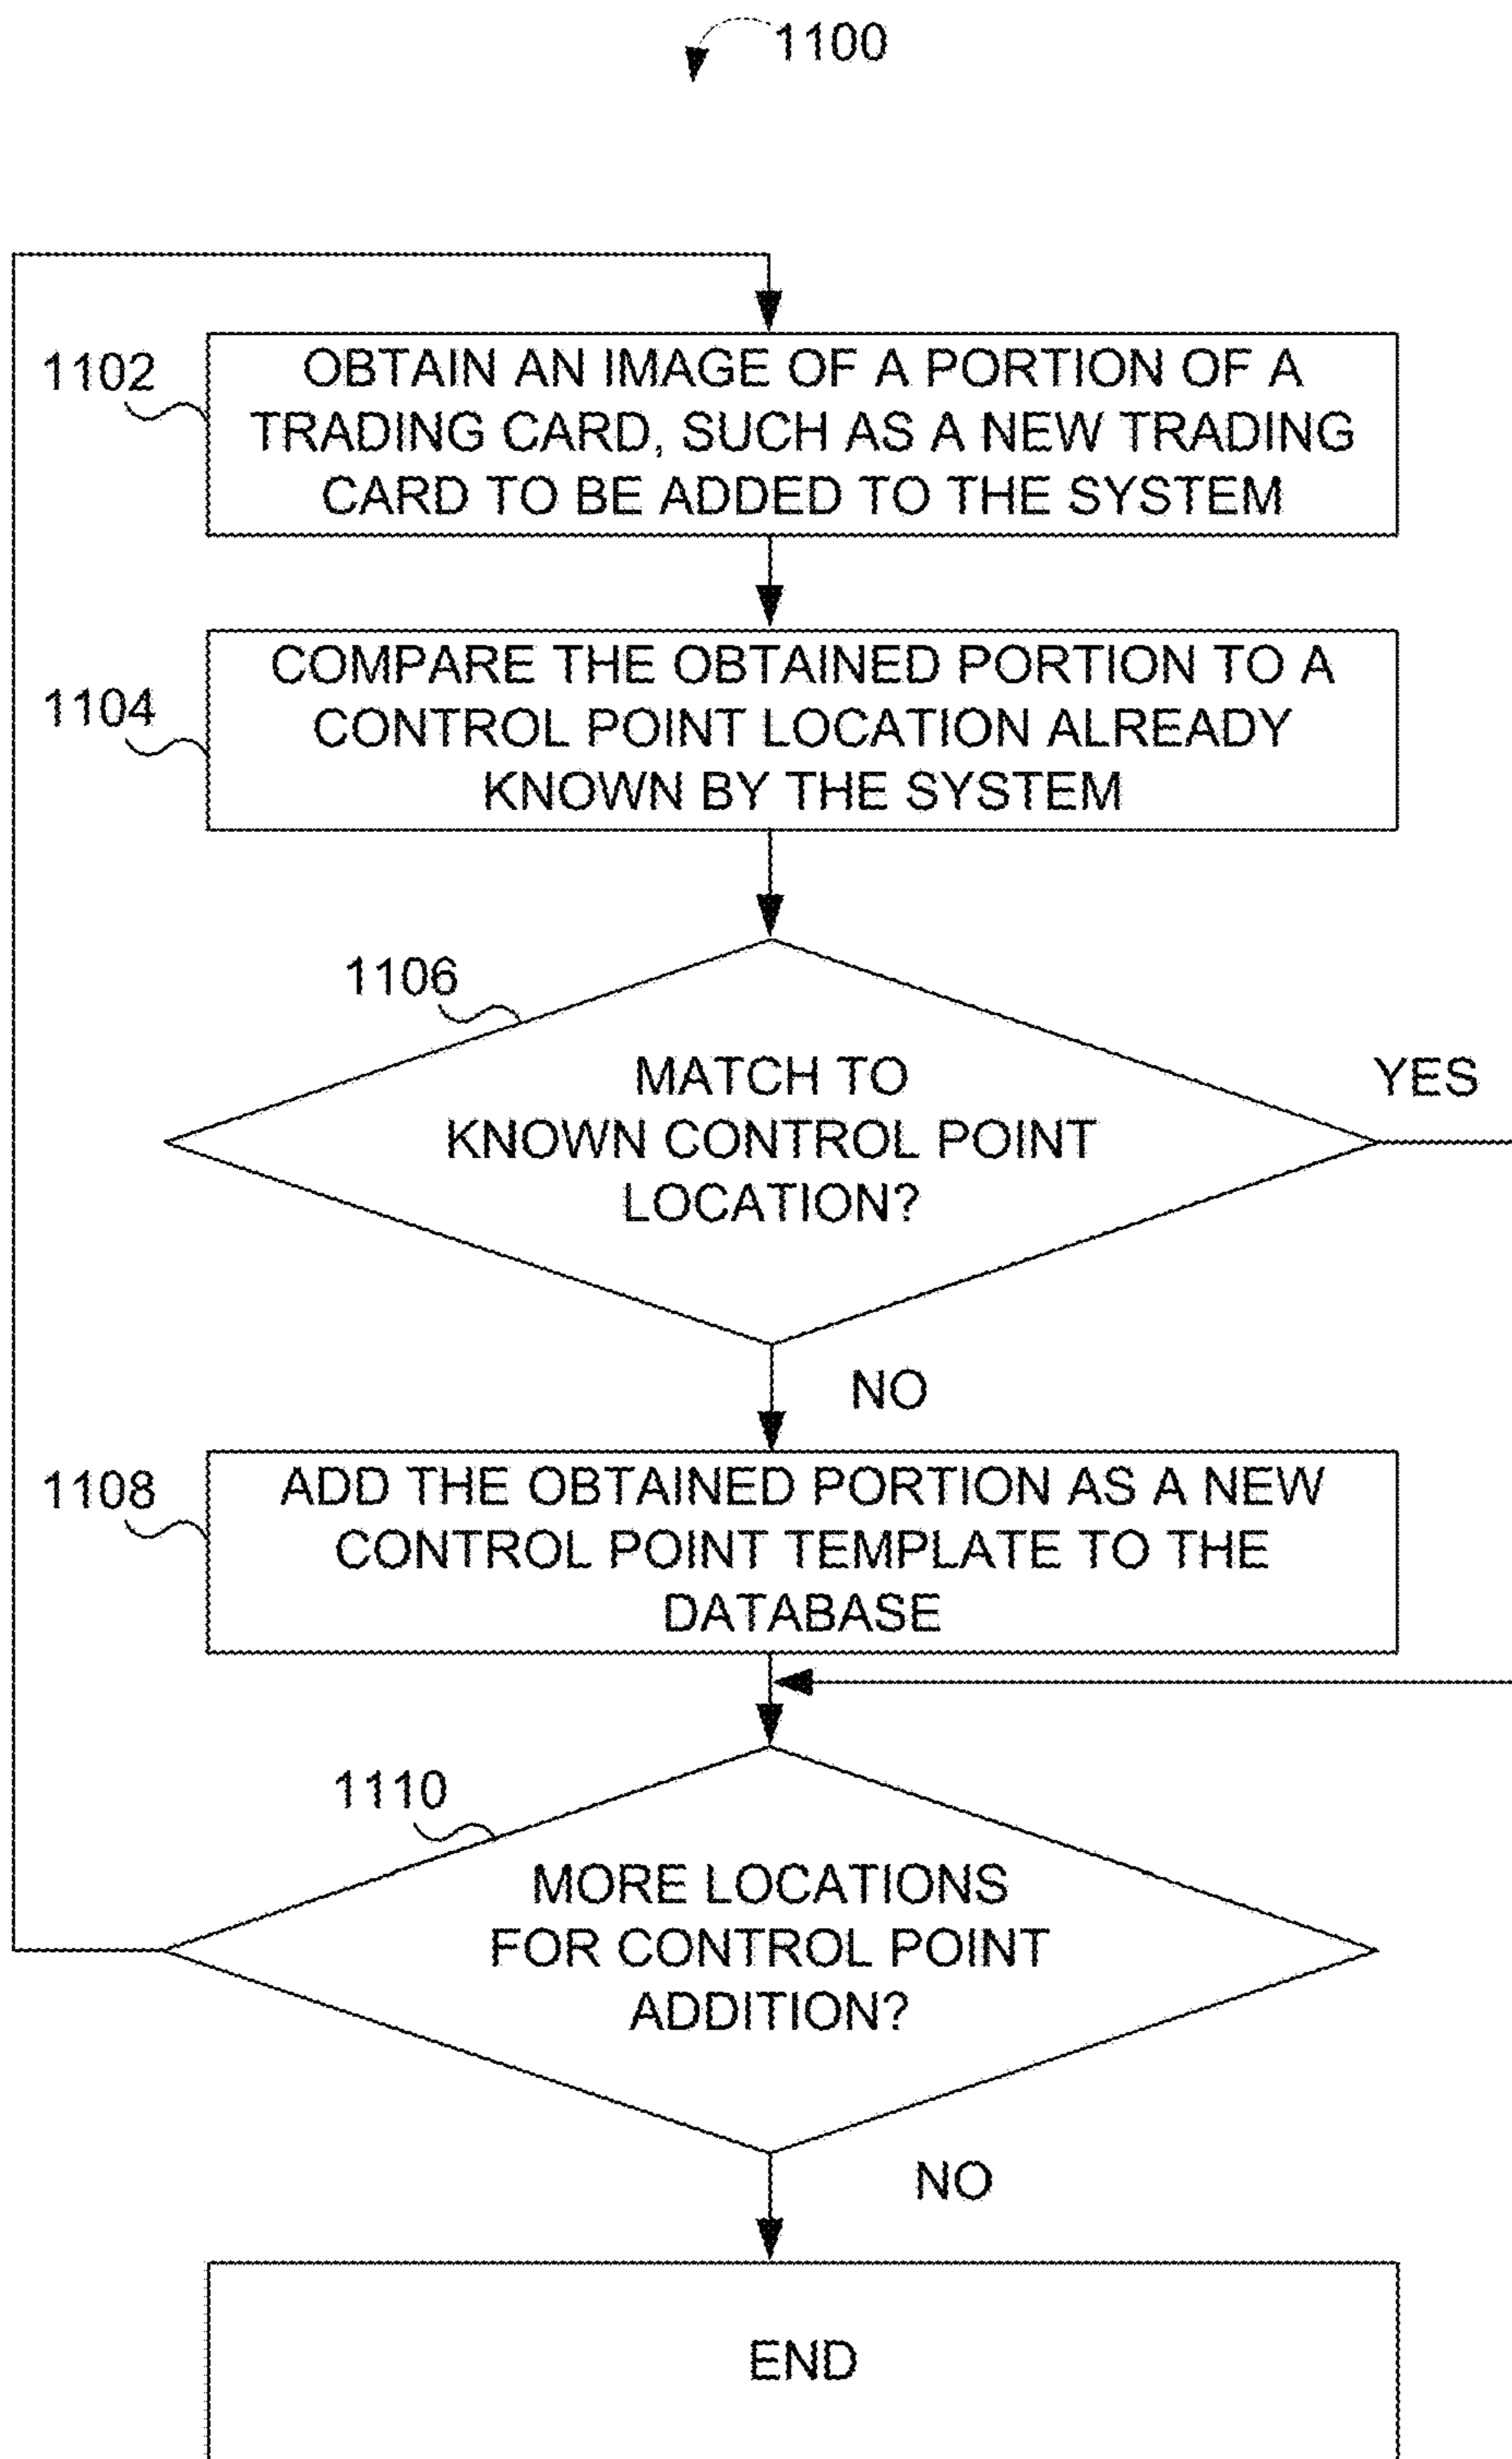 1100
1102
OBTAIN AN IMAGE OF A PORTION OF A
TRADING CARD, SUCH AS A NEW TRADING
CARD TO BE ADDED TO THE SYSTEM
1104
COMPARE THE OBTAINED PORTION TO A
CONTROL POINT LOCATION ALREADY
KNOWN BY THE SYSTEM
1106
MATCH TO
KNOWN CONTROL POINT
LOCATION?
YES
NO
1108
ADD THE OBTAINED PORTION AS A NEW
CONTROL POINT TEMPLATE TO THE
DATABASE
1110
MORE LOCATIONS
FOR CONTROL POINT
ADDITION?
NO
END